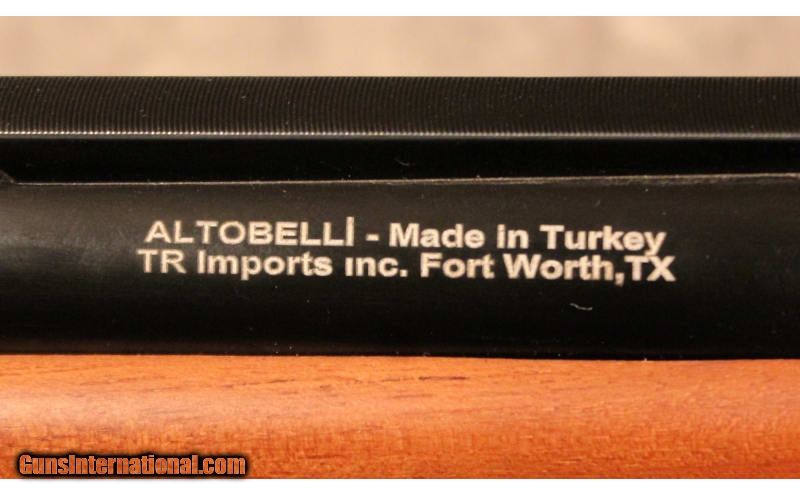 ALTOBELLİ - Made in Turkey
TR Imports ınc. Fort Worth,TX
GunsInternational.com